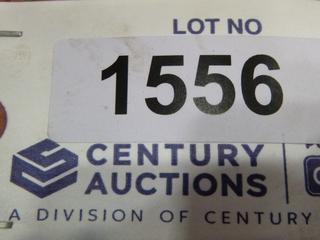 LOT NO
1556
CENTURY
AUCTIONS
A DIVISION OF CENTURY